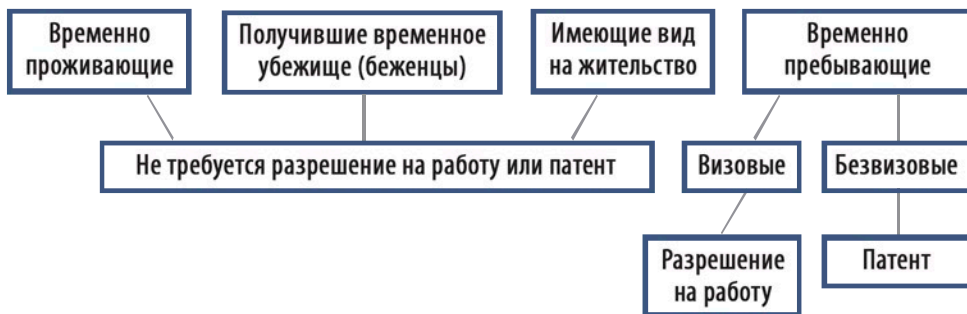 Временно
проживающие
Получившие временное
убежище (беженцы)
Имеющие вид
на жительство
Временно
пребывающие
Не требуется разрешение на работу или патент
Визовые
Безвизовые
Разрешение
на работу
Патент